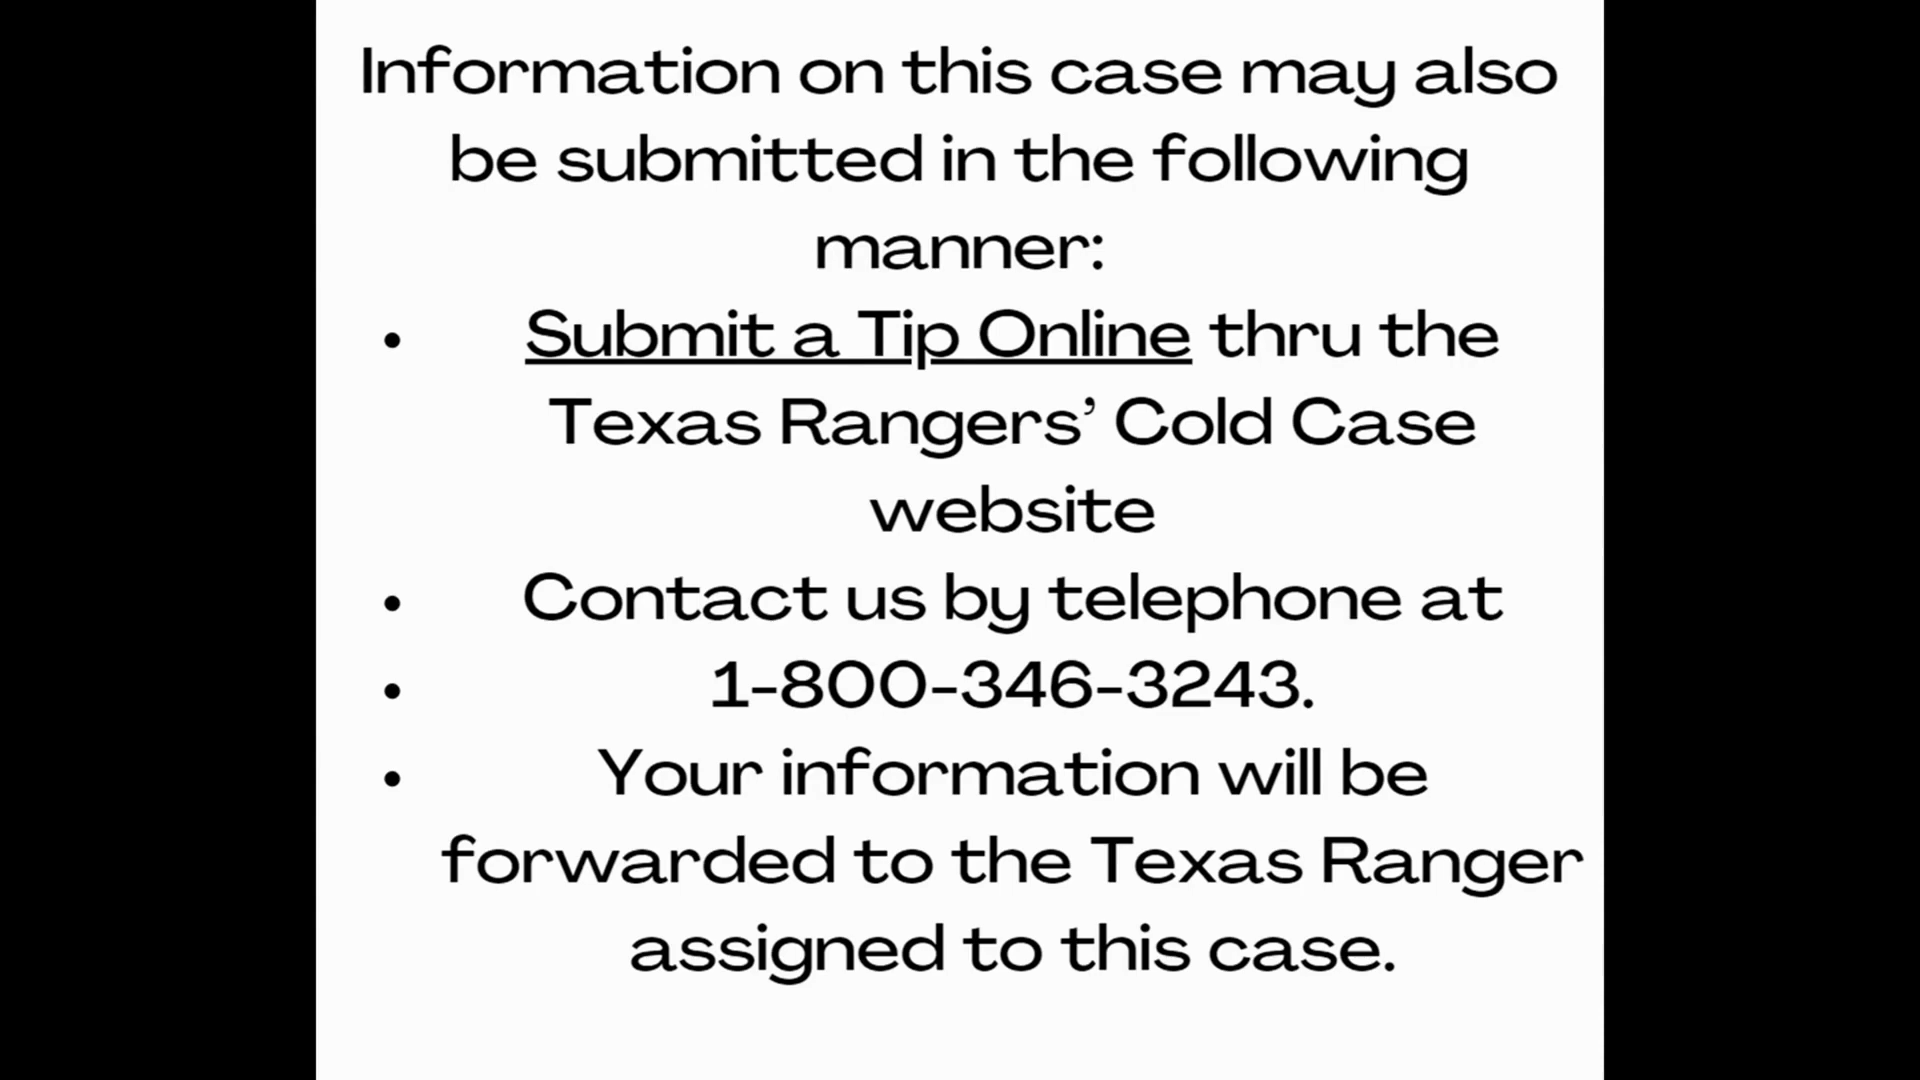 Information on this case may also
be submitted in the following
manner:
• Submit a Tip Online thru the
Texas Rangers’ Cold Case
website
• Contact us by telephone at
• 1-800-346-3243.
• Your information will be
forwarded to the Texas Ranger
assigned to this case.